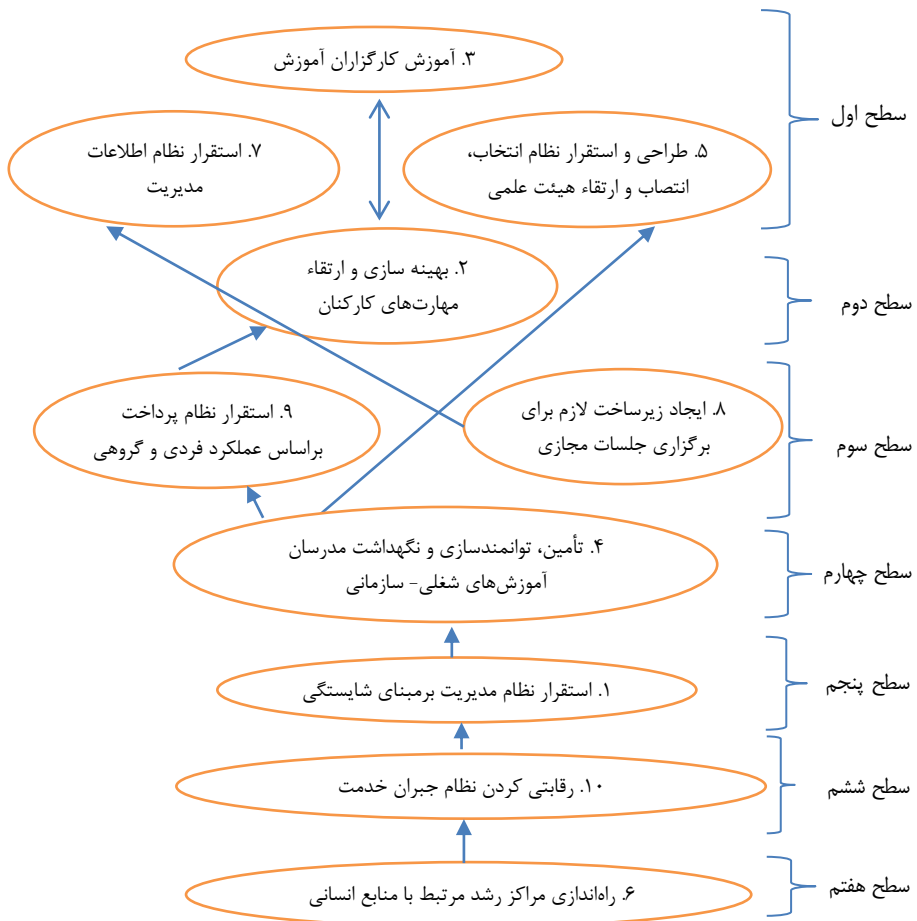 ۳. آموزش کارگزاران آموزش
سطح اول
۵. طراحی و استقرار نظام انتخاب،
انتصاب و ارتقاء هیئت علمی
۷. استقرار نظام اطلاعات
مدیریت
۲. بهینه سازی و ارتقاء
مهارت‌های کارکنان
سطح دوم
۸. ایجاد زیرساخت لازم برای
برگزاری جلسات مجازی
۹. استقرار نظام پرداخت
براساس عملکرد فردی و گروهی
سطح سوم
۴. تأمین، توانمندسازی و نگهداشت مدرسان
آموزش‌های شغلی- سازمانی
سطح چهارم
۱. استقرار نظام مدیریت برمبنای شایستگی
سطح پنجم
۱۰. رقابتی کردن نظام جبران خدمت
سطح ششم
۶. راه‌اندازی مراکز رشد مرتبط با منابع انسانی
سطح هفتم